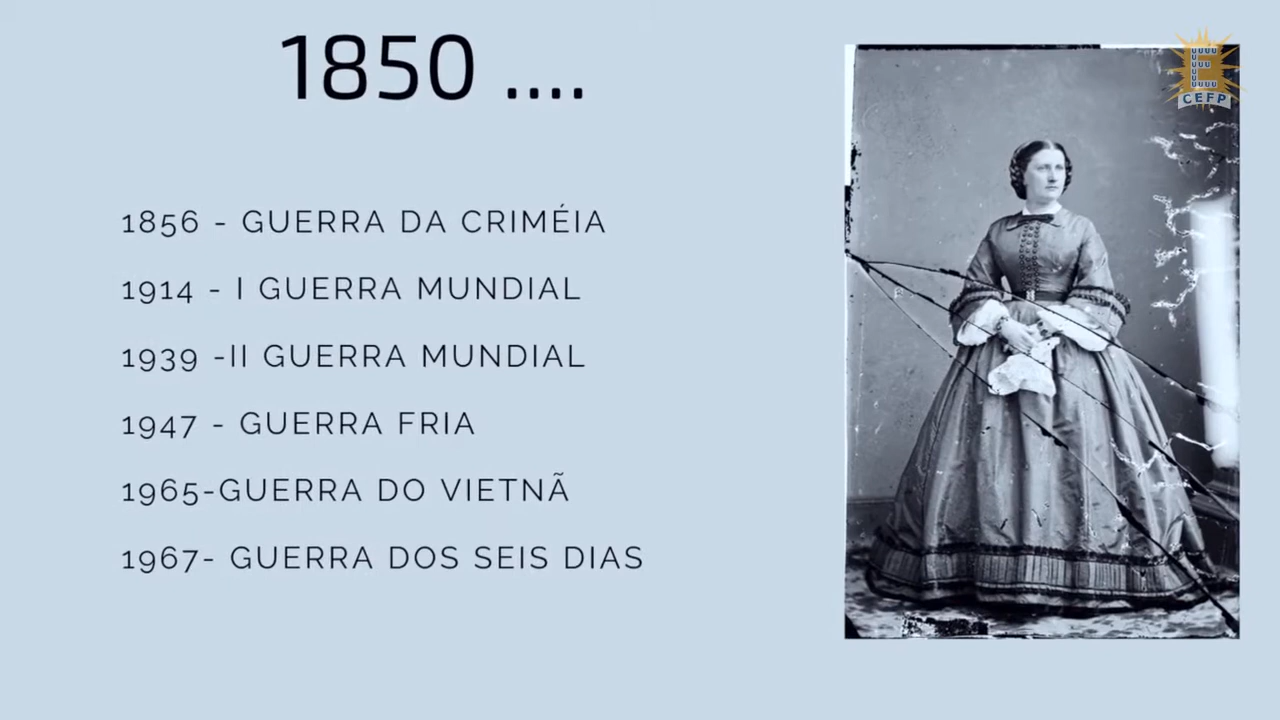 1850 ....
1856 - GUERRA DA CRIMÉIA
1914 - I GUERRA MUNDIAL
1939 -II GUERRA MUNDIAL
1947 - GUERRA FRIA
1965-GUERRA DO VIETNÃ
1967- GUERRA DOS SEIS DIAS
E
CEFP